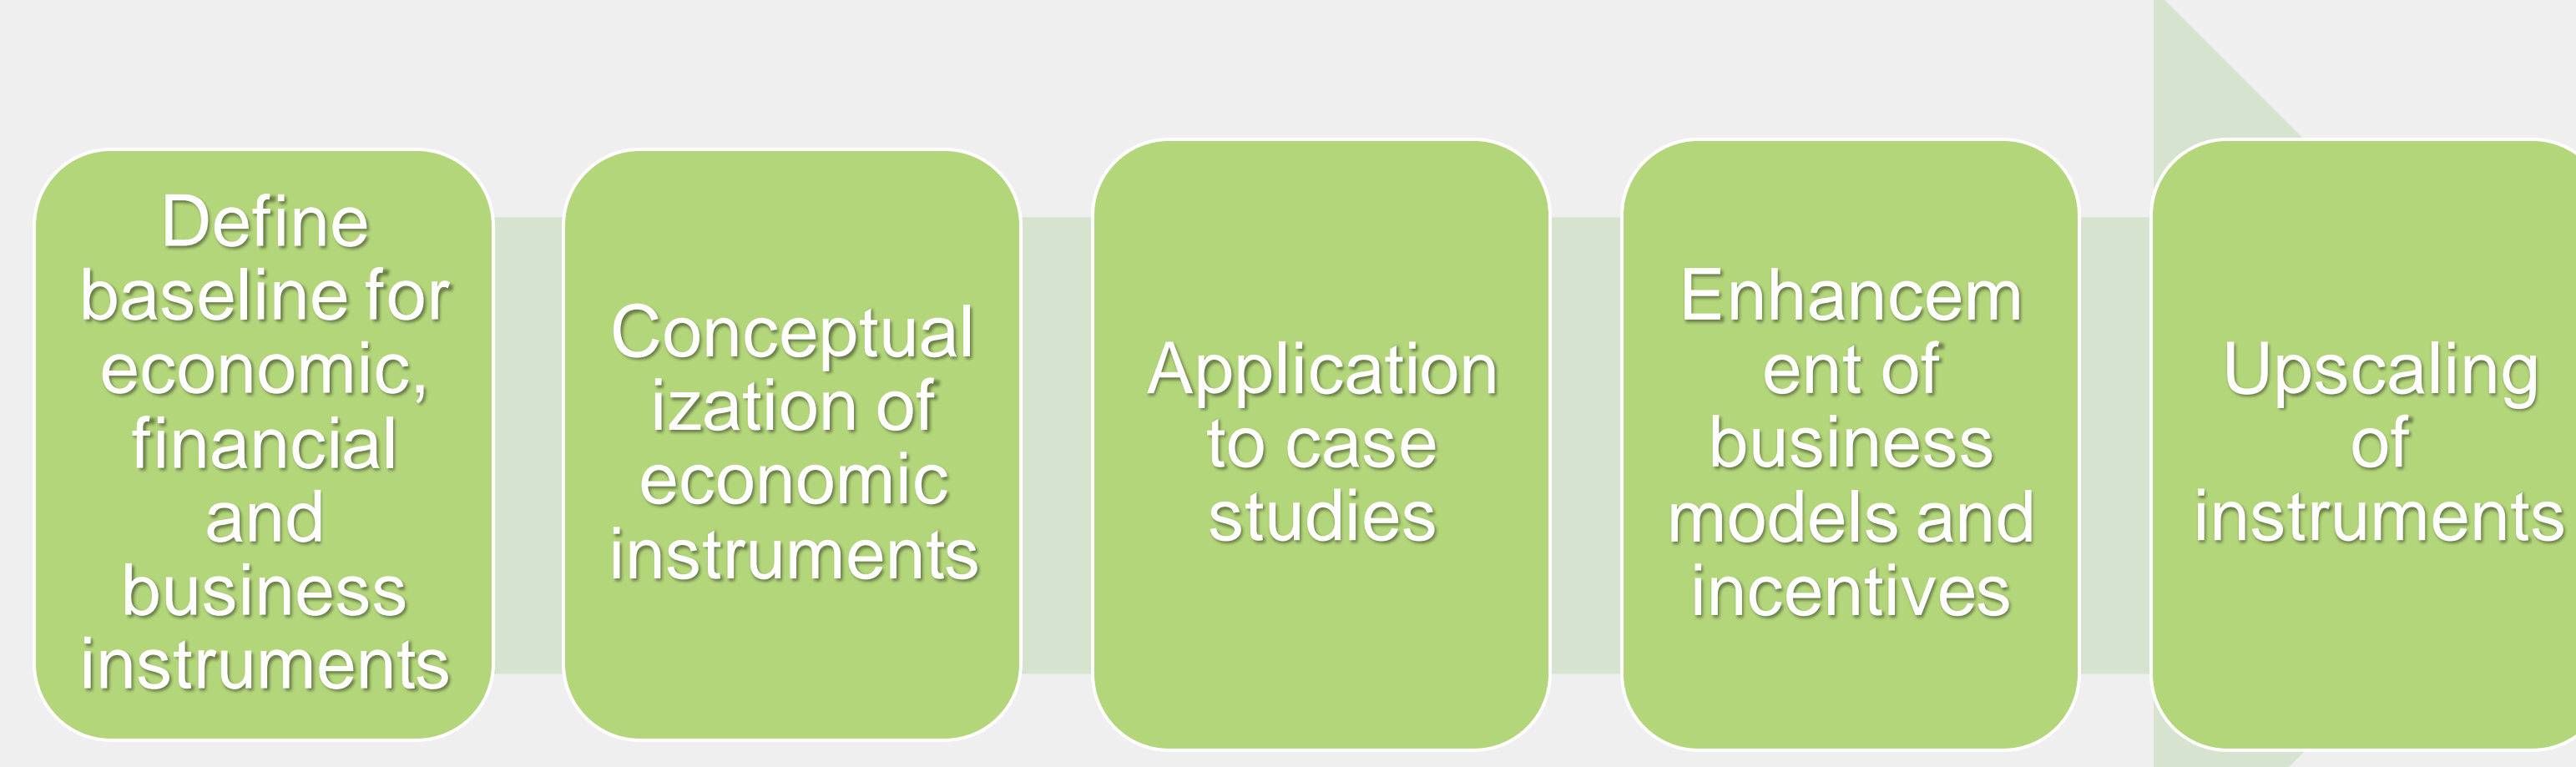 Define
baseline for
economic,
financial
and
business
instruments
Conceptual
ization of
economic
instruments
Application
to case
studies
Enhancem
ent of
business
models and
incentives
Upscaling
of
instruments